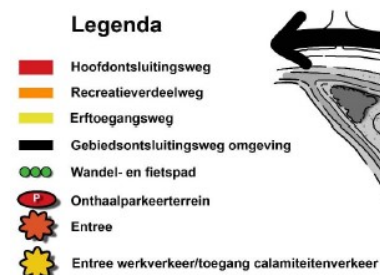 Legenda
Hoofdontsluitingsweg
Recreatieverdeelweg
Erftoegangsweg
Gebiedsontsluitingsweg omgeving
Wandel- en fietspad
P Onthaalparkeerterrein
Entree
Entree werkverkeer/toegang calamiteitenverkeer